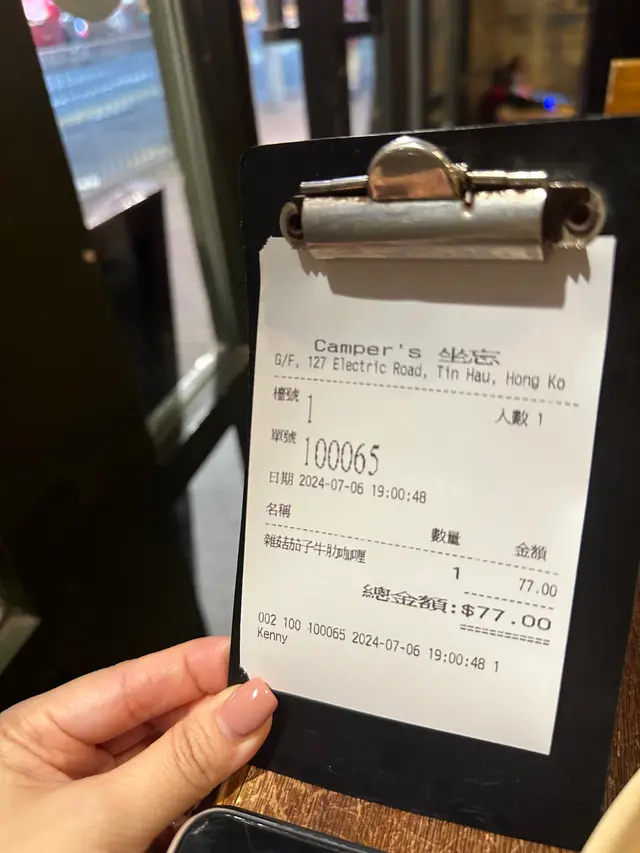 Camper's 坐忘
G/F, 127 Electric Road, Tin Hau, Hong Ko
檯號 1 人數 1
單號 100065
日期 2024-07-06 19:00:48
名稱 數量 金額
雜菇茄子牛肋咖喱 1 77.00
總金額:$77.00
002 100 100065 2024-07-06 19:00:48 1
Kenny